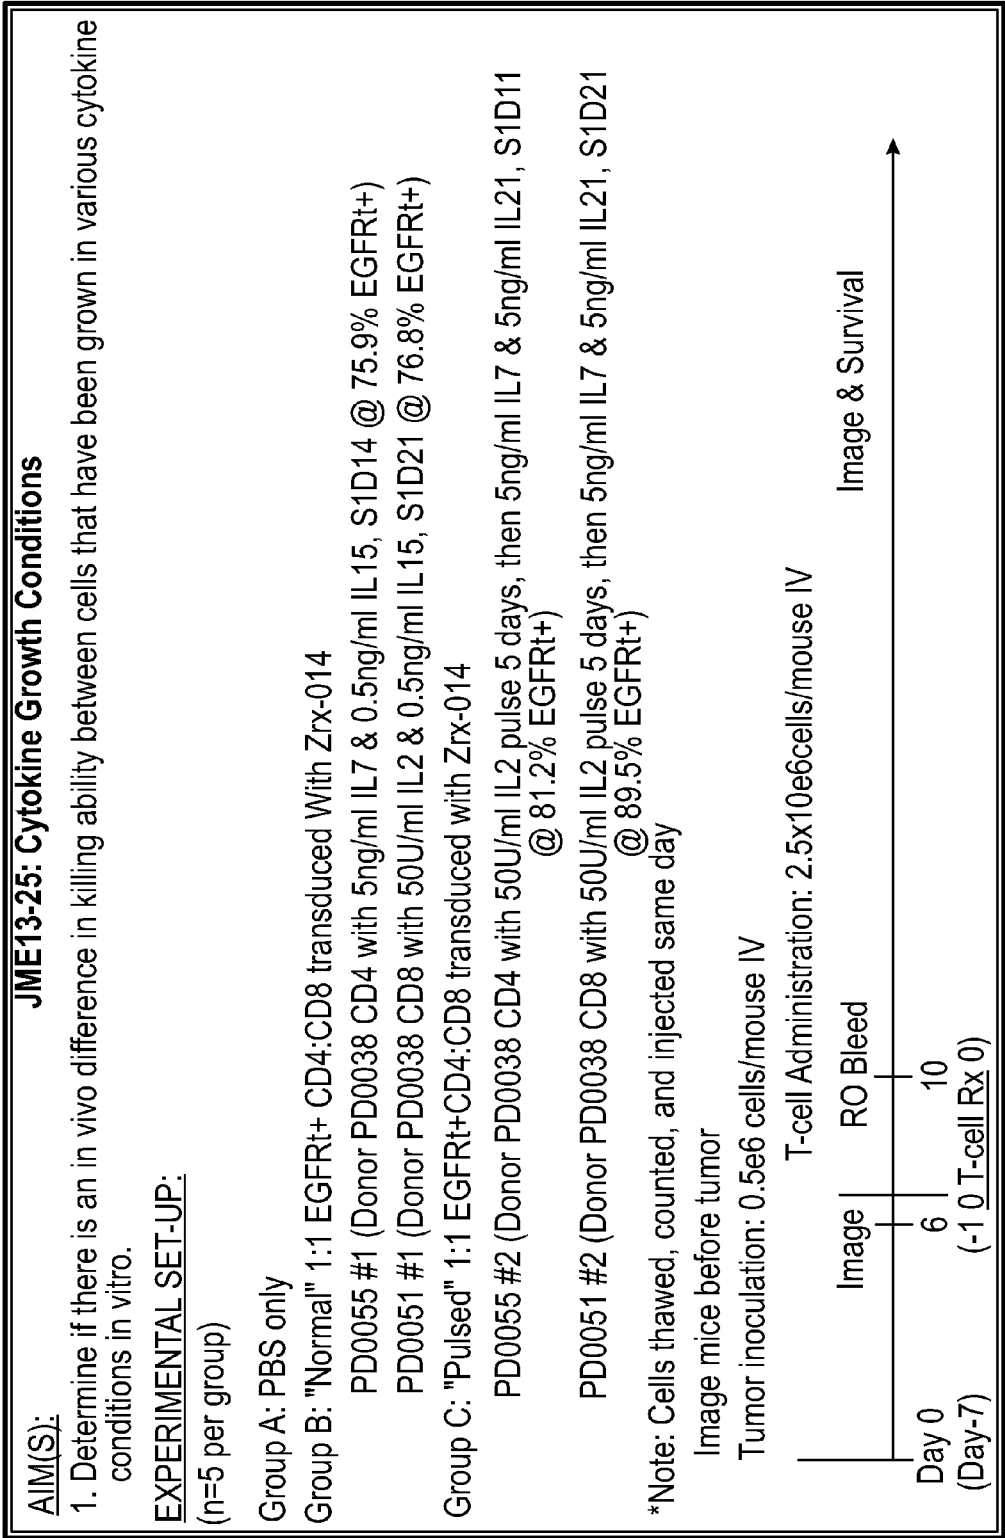 JME13-25: Cytokine Growth Conditions
AIM(S):
1. Determine if there is an in vivo difference in killing ability between cells that have been grown in various cytokine
conditions in vitro.
EXPERIMENTAL SET-UP:
(n=5 per group)
Group A: PBS only
Group B: "Normal" 1:1 EGFRt+ CD4:CD8 transduced With Zrx-014
PD0055 #1 (Donor PD0038 CD4 with 5ng/ml IL7 & 0.5ng/ml IL15, S1D14 @ 75.9% EGFRt+)
PD0051 #1 (Donor PD0038 CD8 with 50U/ml IL2 & 0.5ng/ml IL15, S1D21 @ 76.8% EGFRt+)
Group C: "Pulsed" 1:1 EGFRt+CD4:CD8 transduced with Zrx-014
PD0055 #2 (Donor PD0038 CD4 with 50U/ml IL2 pulse 5 days, then 5ng/ml IL7 & 5ng/ml IL21, S1D11
@ 81.2% EGFRt+)
PD0051 #2 (Donor PD0038 CD8 with 50U/ml IL2 pulse 5 days, then 5ng/ml IL7 & 5ng/ml IL21, S1D21
@ 89.5% EGFRt+)
*Note: Cells thawed, counted, and injected same day
Image mice before tumor
Tumor inoculation: 0.5e6 cells/mouse IV
T-cell Administration: 2.5x10e6cells/mouse IV
Image RO Bleed Image & Survival
Day 0 6 10
(Day-7) (-1 0 T-cell Rx 0)